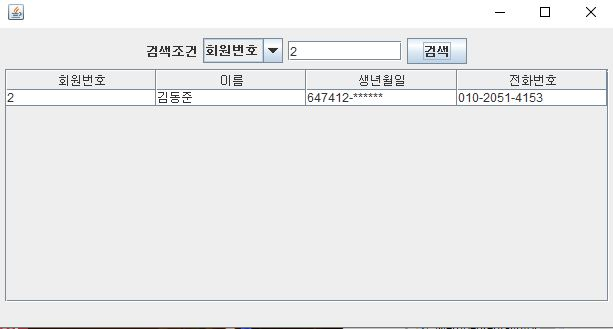 검색조건 회원번호 2 검색
회원번호 이름 생년월일 전화번호
2 김동준 647412-****** 010-2051-4153